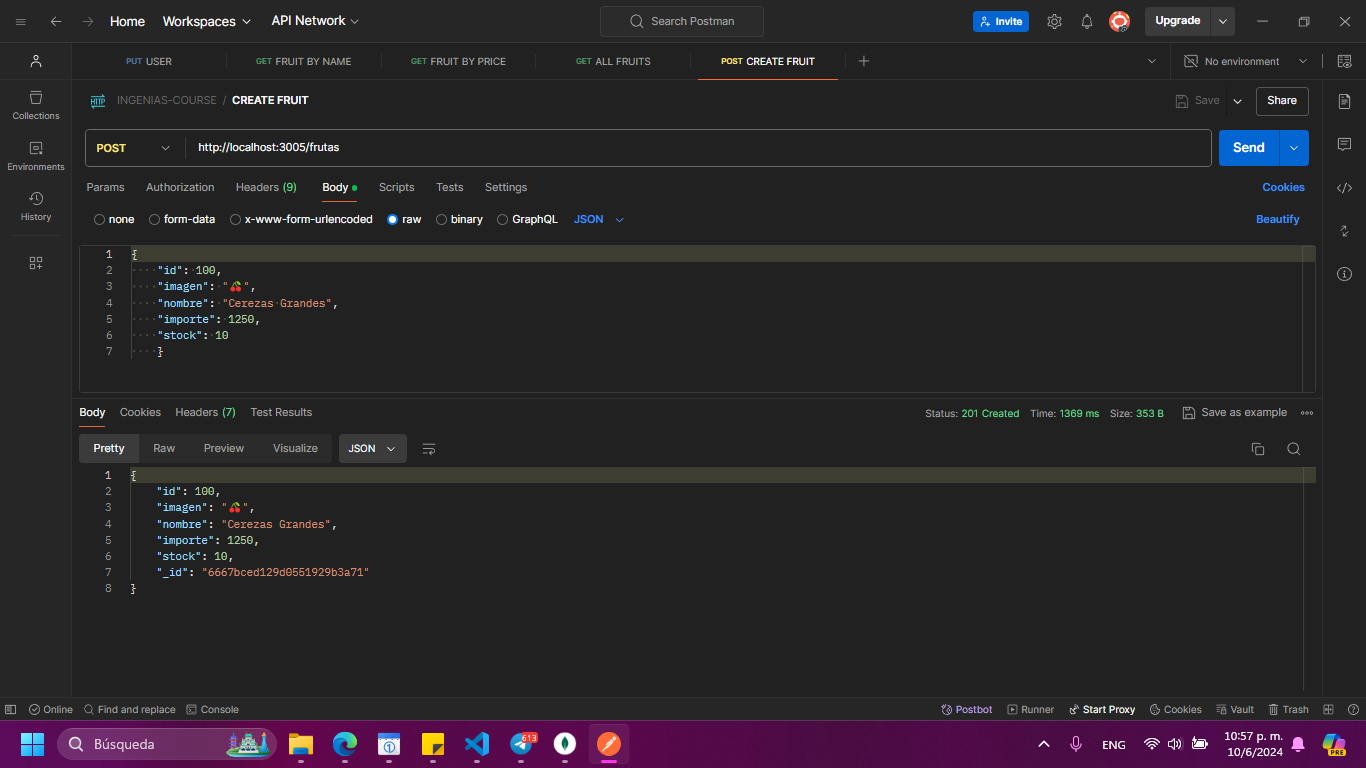 Home Workspaces API Network Search Postman Invite Upgrade
PUT USER GET FRUIT BY NAME GET FRUIT BY PRICE GET ALL FRUITS POST CREATE FRUIT No environment
HTTP INGENIAS-COURSE / CREATE FRUIT Save Share
Collections
Environments
History
POST http://localhost:3005/frutas Send
Params Authorization Headers (9) Body Scripts Tests Settings Cookies
none form-data x-www-form-urlencoded raw binary GraphQL JSON Beautify
1 {
2 "id": 100,
3 "imagen": "🍒",
4 "nombre": "Cerezas Grandes",
5 "importe": 1250,
6 "stock": 10
7 }
Body Cookies Headers (7) Test Results Status: 201 Created Time: 1369 ms Size: 353 B Save as example
Pretty Raw Preview Visualize JSON
1 {
2 "id": 100,
3 "imagen": "🍒",
4 "nombre": "Cerezas Grandes",
5 "importe": 1250,
6 "stock": 10,
7 "_id": "6667bced129d0551929b3a71"
8 }
Online Find and replace Console Postbot Runner Start Proxy Cookies Vault Trash
Búsqueda 1 613 ENG 10:57 p. m. PRE
10/6/2024